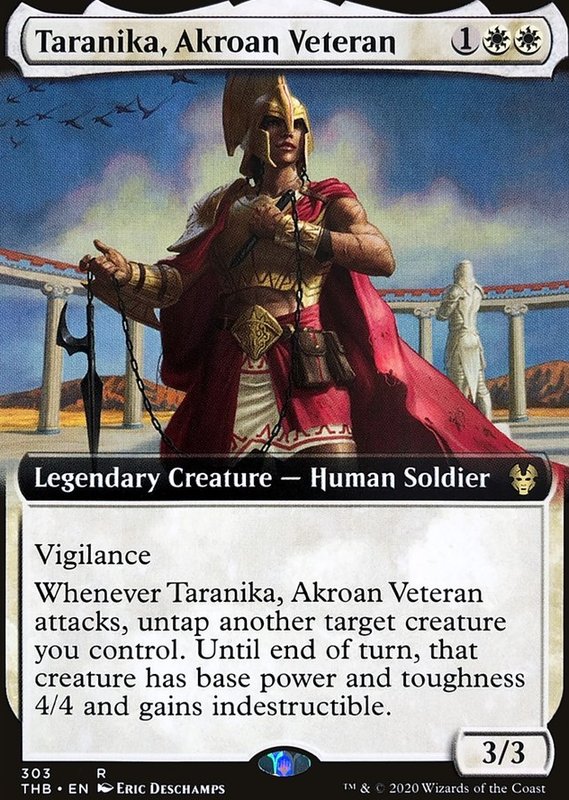 Taranika, Akroan Veteran 1
Legendary Creature — Human Soldier
Vigilance
Whenever Taranika, Akroan Veteran
attacks, untap another target creature
you control. Until end of turn, that
creature has base power and toughness
4/4 and gains indestructible.
3/3
303 R
THB • EN Eric Deschamps
™ & © 2020 Wizards of the Coast